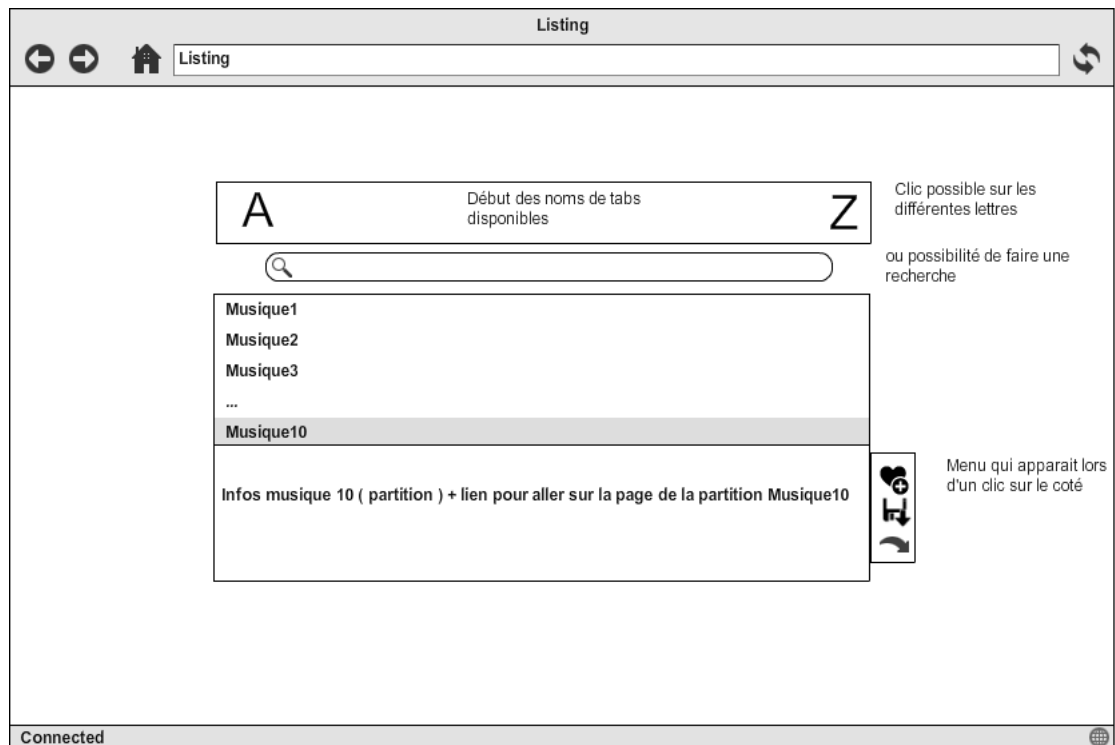 Listing
Listing
A
Début des noms de tabs
disponibles
Z
Clic possible sur les
différentes lettres
ou possibilité de faire une
recherche
Musique1
Musique2
Musique3
...
Musique10
Infos musique 10 ( partition ) + lien pour aller sur la page de la partition Musique10
Menu qui apparait lors
d'un clic sur le coté
Connected